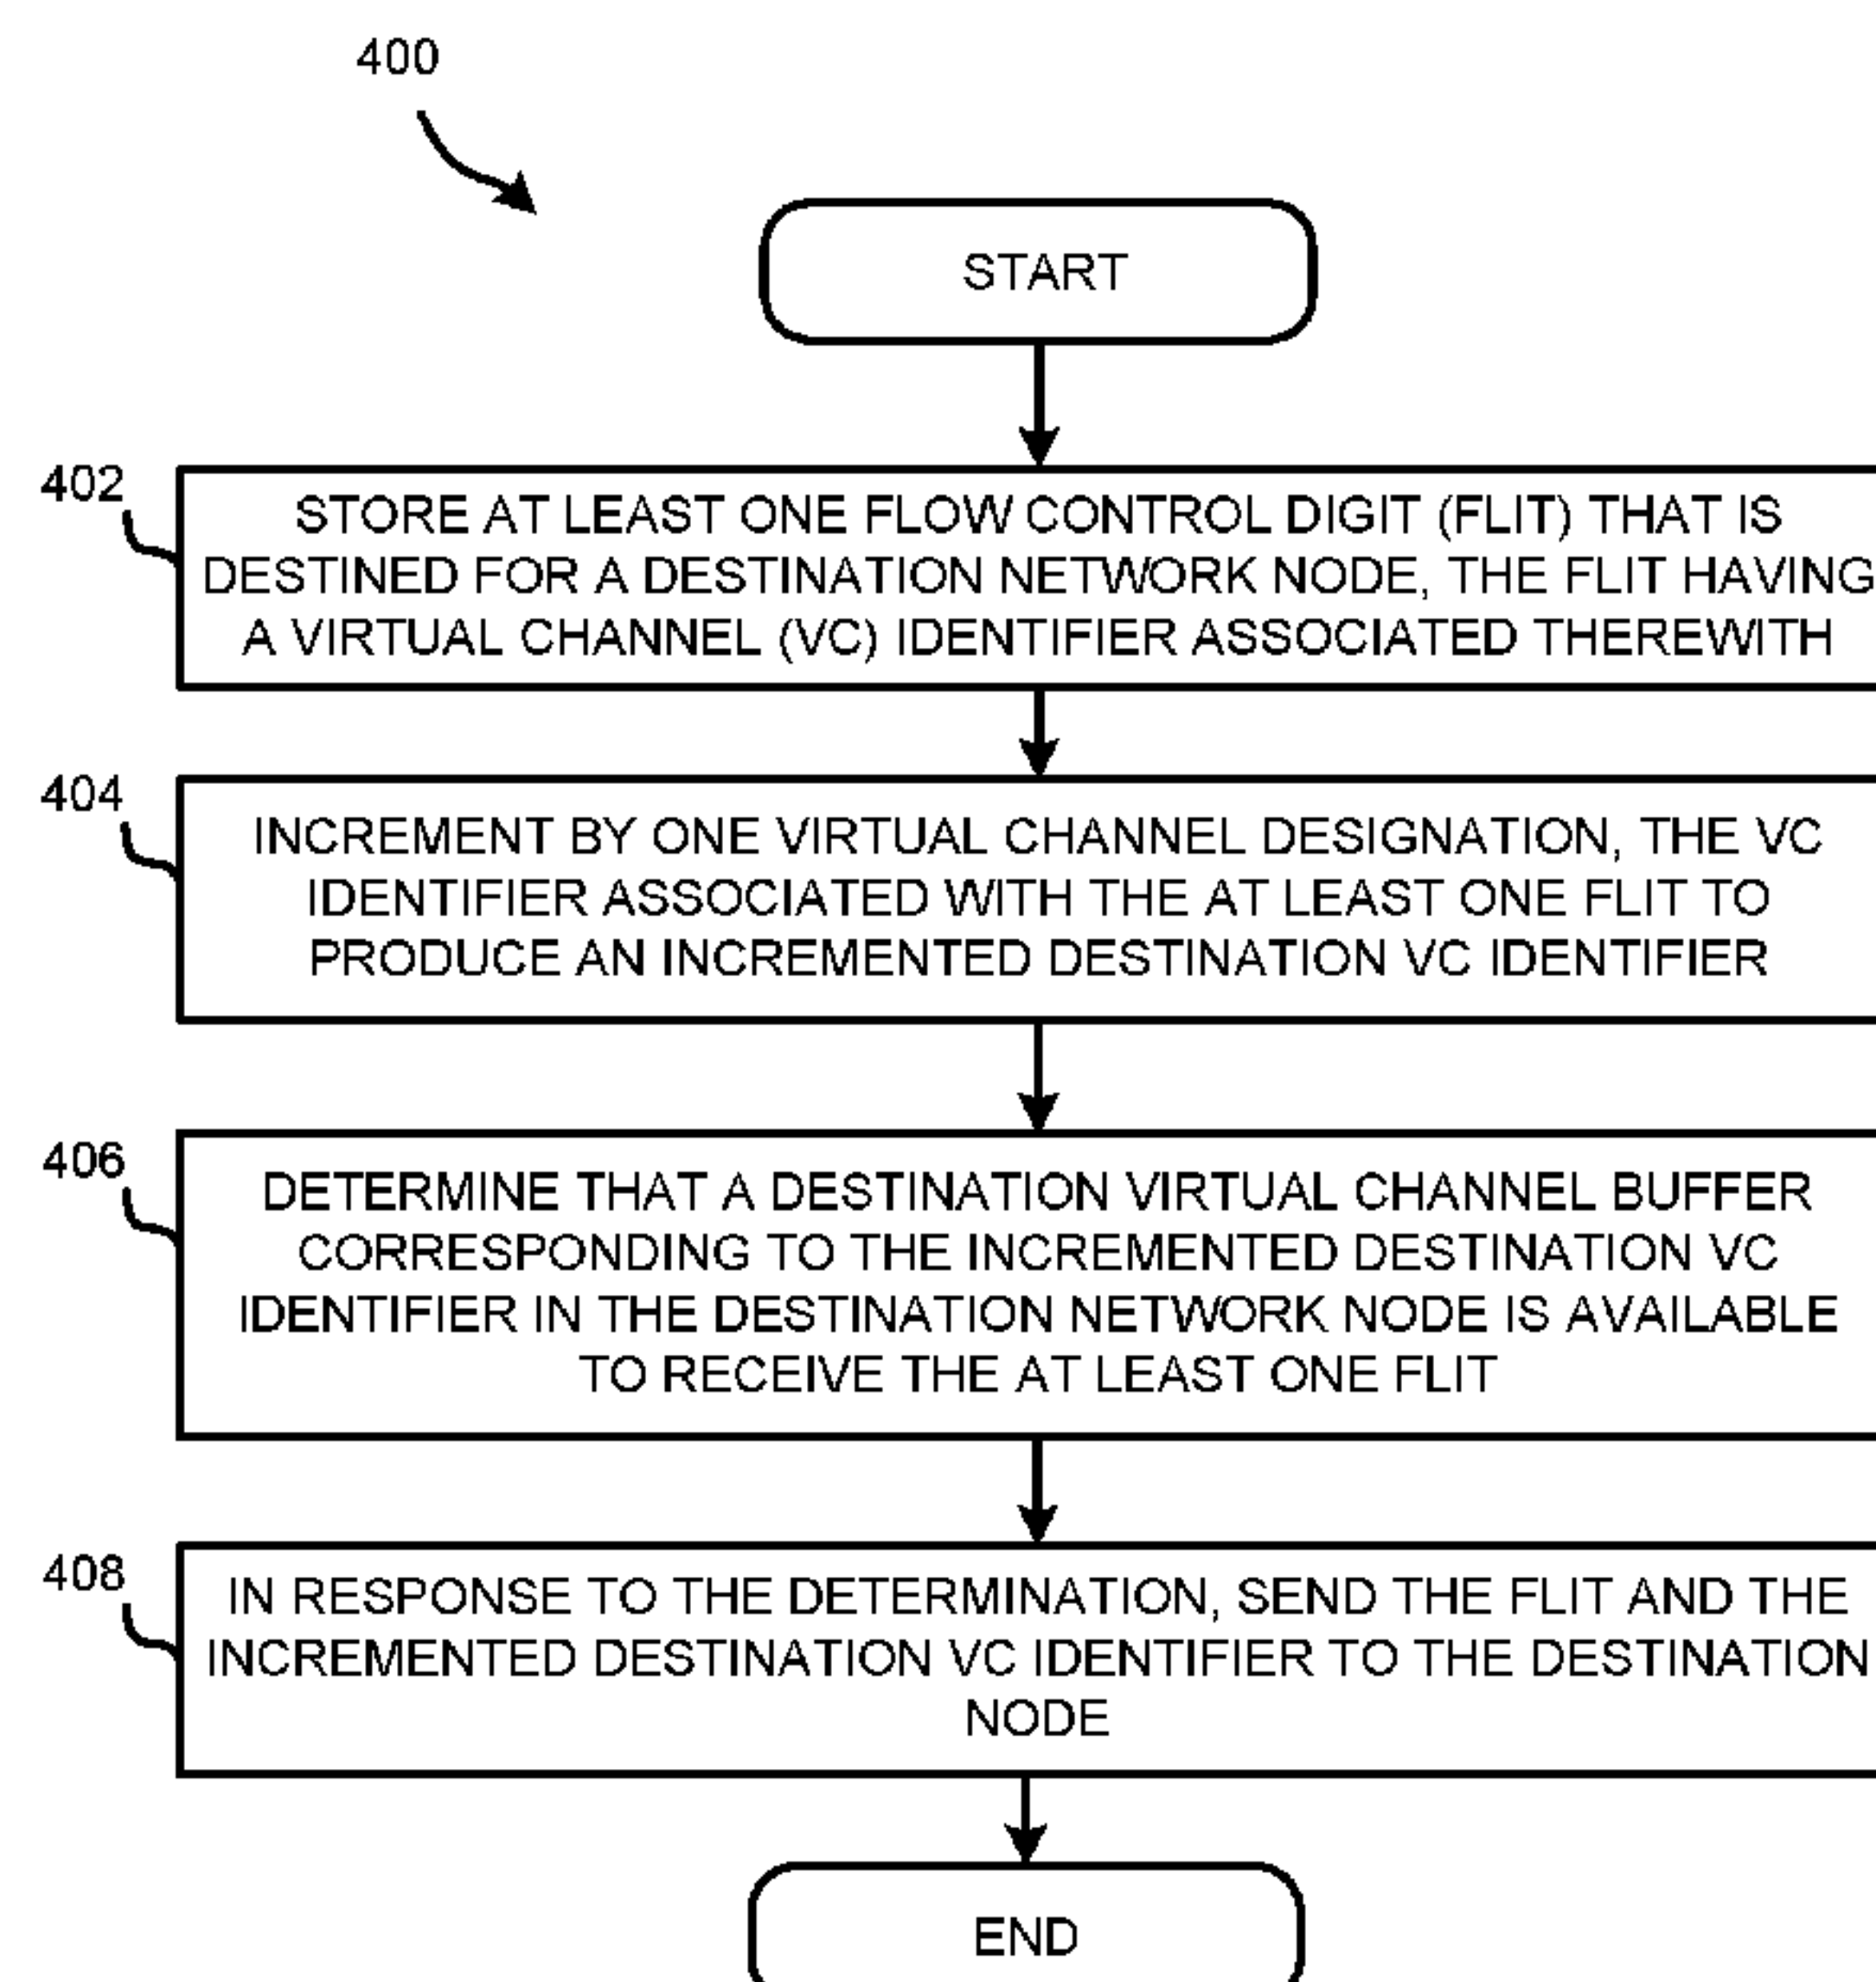 400
START
402
STORE AT LEAST ONE FLOW CONTROL DIGIT (FLIT) THAT IS
DESTINED FOR A DESTINATION NETWORK NODE, THE FLIT HAVING
A VIRTUAL CHANNEL (VC) IDENTIFIER ASSOCIATED THEREWITH
404
INCREMENT BY ONE VIRTUAL CHANNEL DESIGNATION, THE VC
IDENTIFIER ASSOCIATED WITH THE AT LEAST ONE FLIT TO
PRODUCE AN INCREMENTED DESTINATION VC IDENTIFIER
406
DETERMINE THAT A DESTINATION VIRTUAL CHANNEL BUFFER
CORRESPONDING TO THE INCREMENTED DESTINATION VC
IDENTIFIER IN THE DESTINATION NETWORK NODE IS AVAILABLE
TO RECEIVE THE AT LEAST ONE FLIT
408
IN RESPONSE TO THE DETERMINATION, SEND THE FLIT AND THE
INCREMENTED DESTINATION VC IDENTIFIER TO THE DESTINATION
NODE
END